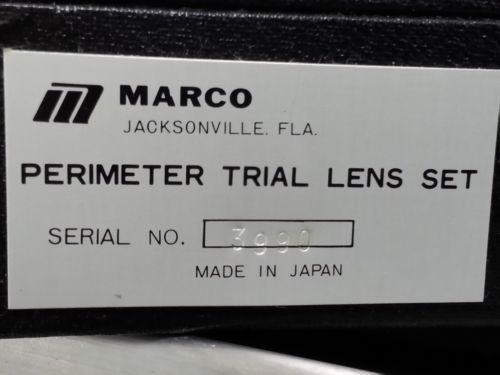 MARCO
JACKSONVILLE. FLA.
PERIMETER TRIAL LENS SET
SERIAL NO. 3990
MADE IN JAPAN